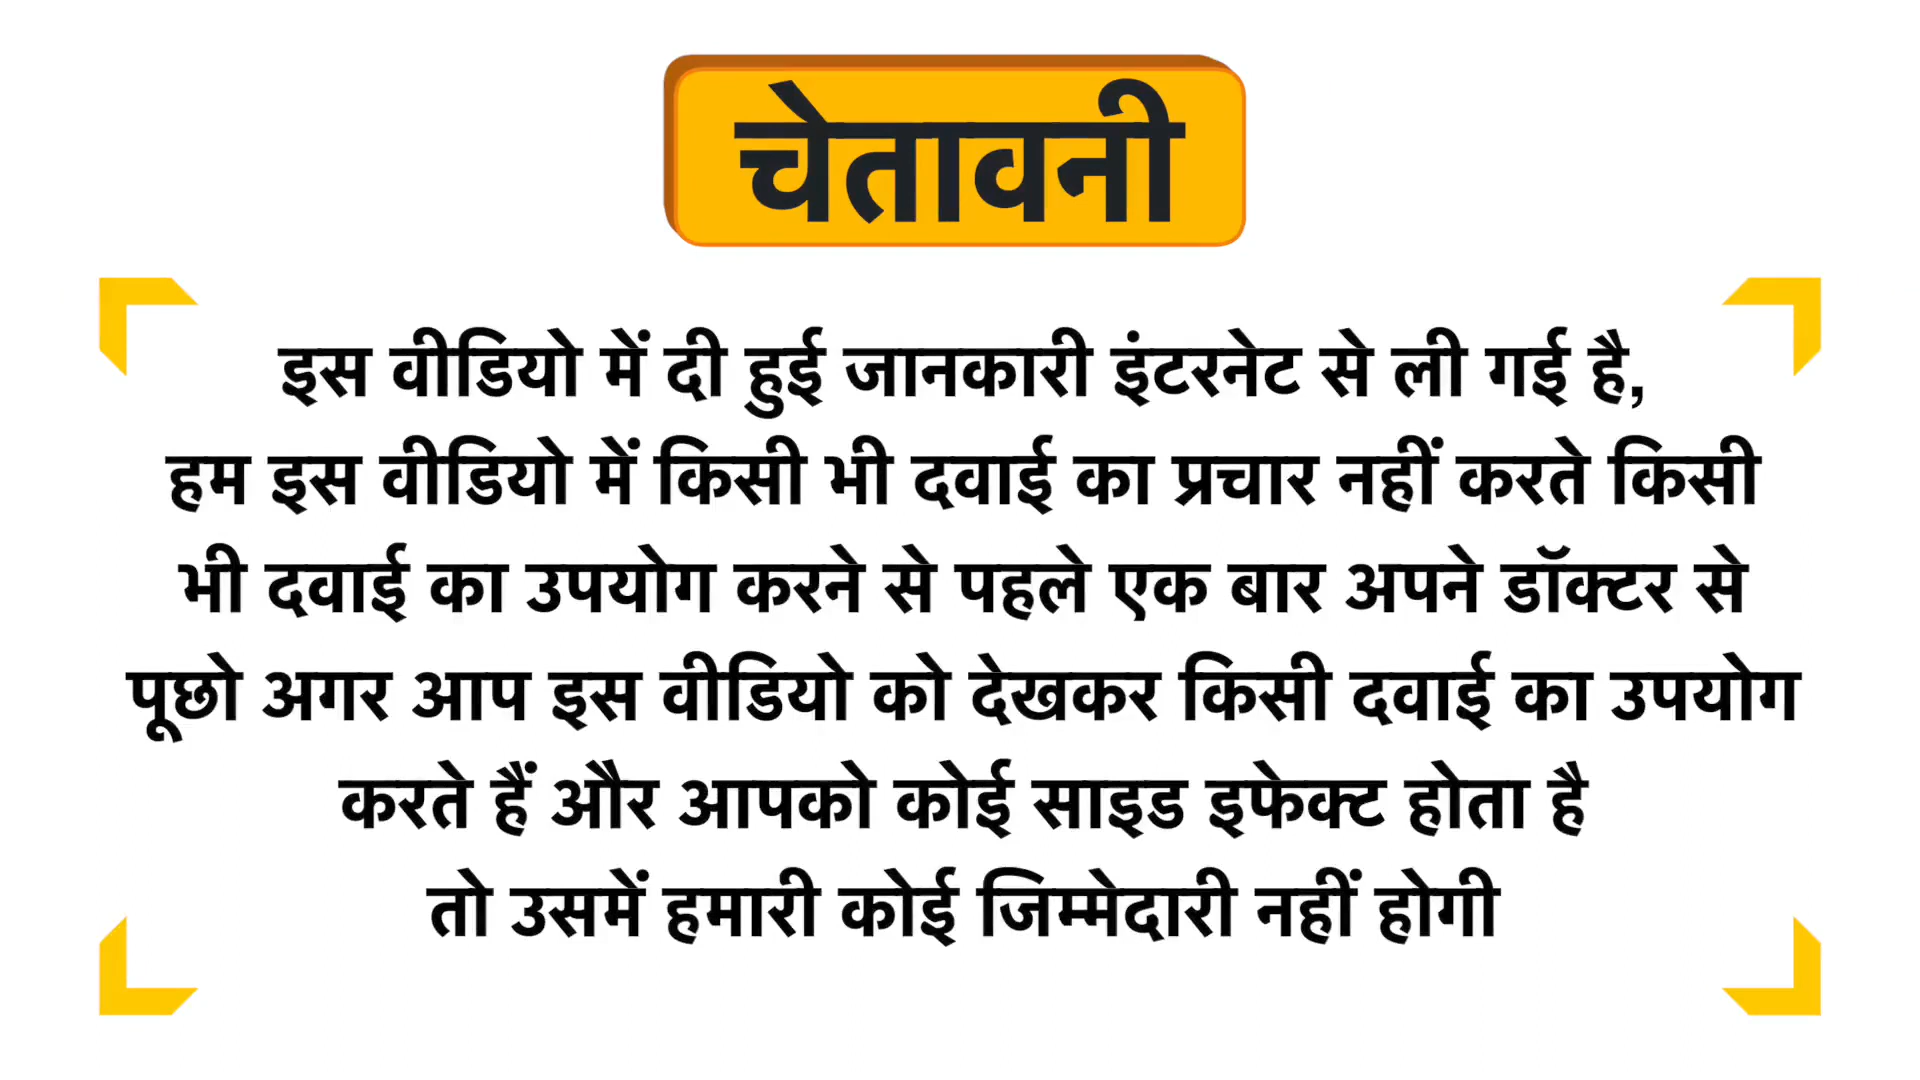 चेतावनी
इस वीडियो में दी हुई जानकारी इंटरनेट से ली गई है,
हम इस वीडियो में किसी भी दवाई का प्रचार नहीं करते किसी
भी दवाई का उपयोग करने से पहले एक बार अपने डॉक्टर से
पूछो अगर आप इस वीडियो को देखकर किसी दवाई का उपयोग
करते हैं और आपको कोई साइड इफेक्ट होता है
तो उसमें हमारी कोई जिम्मेदारी नहीं होगी